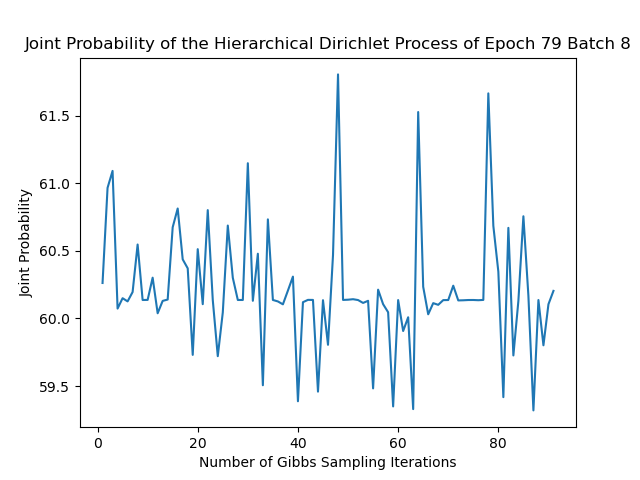 Joint Probability of the Hierarchical Dirichlet Process of Epoch 79 Batch 8
61.5
61.0
60.5
60.0
59.5
Joint Probability
0 20 40 60 80
Number of Gibbs Sampling Iterations